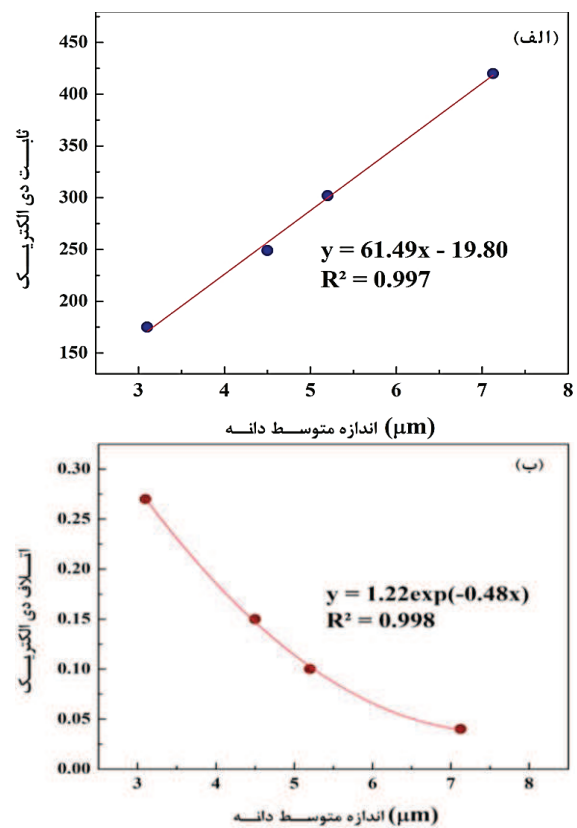 (الف)
450
400
350
300
250
200
150
ثابت دی الکتریک
y = 61.49x - 19.80
R² = 0.997
3 4 5 6 7 8
اندازه متوسط دانه (μm)
(ب)
0.30
0.25
0.20
0.15
0.10
0.05
0.00
اتلاف دی الکتریک
y = 1.22exp(-0.48x)
R² = 0.998
3 4 5 6 7 8
اندازه متوسط دانه (μm)